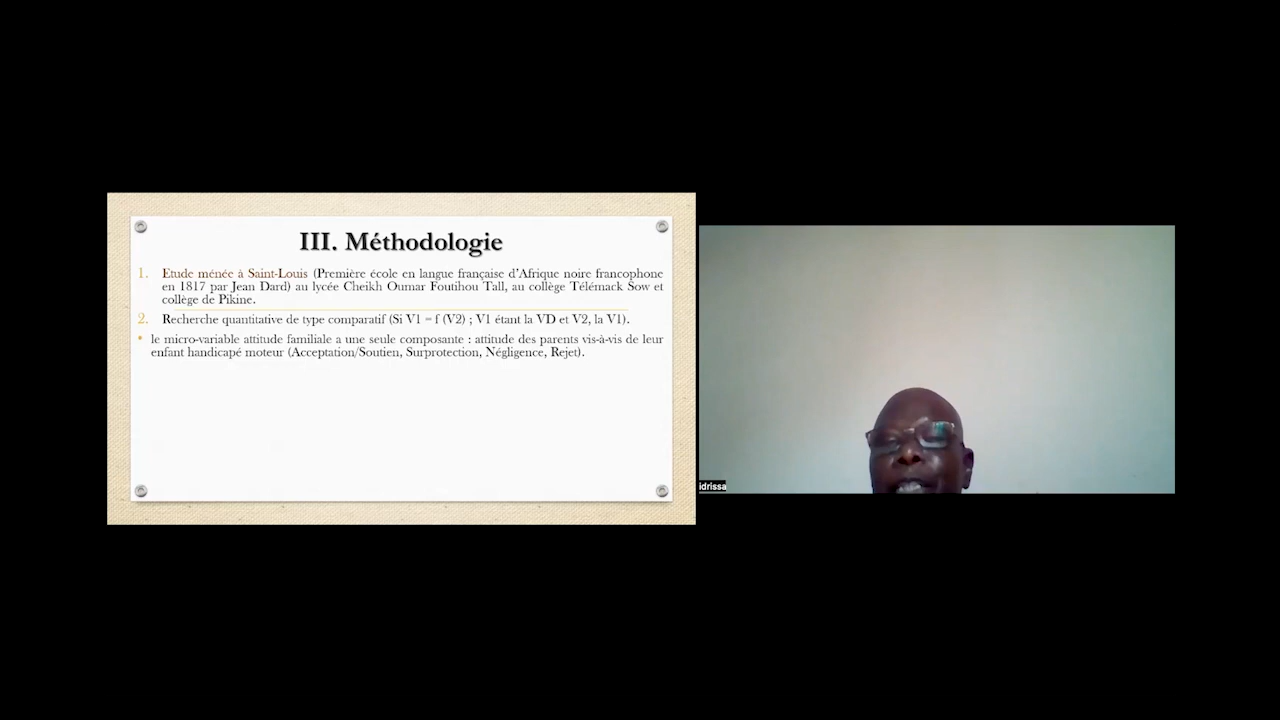 III. Méthodologie
1. Etude ménée à Saint-Louis (Première école en langue française d'Afrique noire francophone
en 1817 par Jean Dard) au lycée Cheikh Oumar Foutihou Tall, au collège Télémack Sow et
collège de Pikine.
2. Recherche quantitative de type comparatif (Si V1 = f (V2) ; V1 étant la VD et V2, la V1).
• le micro-variable attitude familiale a une seule composante : attitude des parents vis-à-vis de leur
enfant handicapé moteur (Acceptation/Soutien, Surprotection, Négligence, Rejet).
idrissa